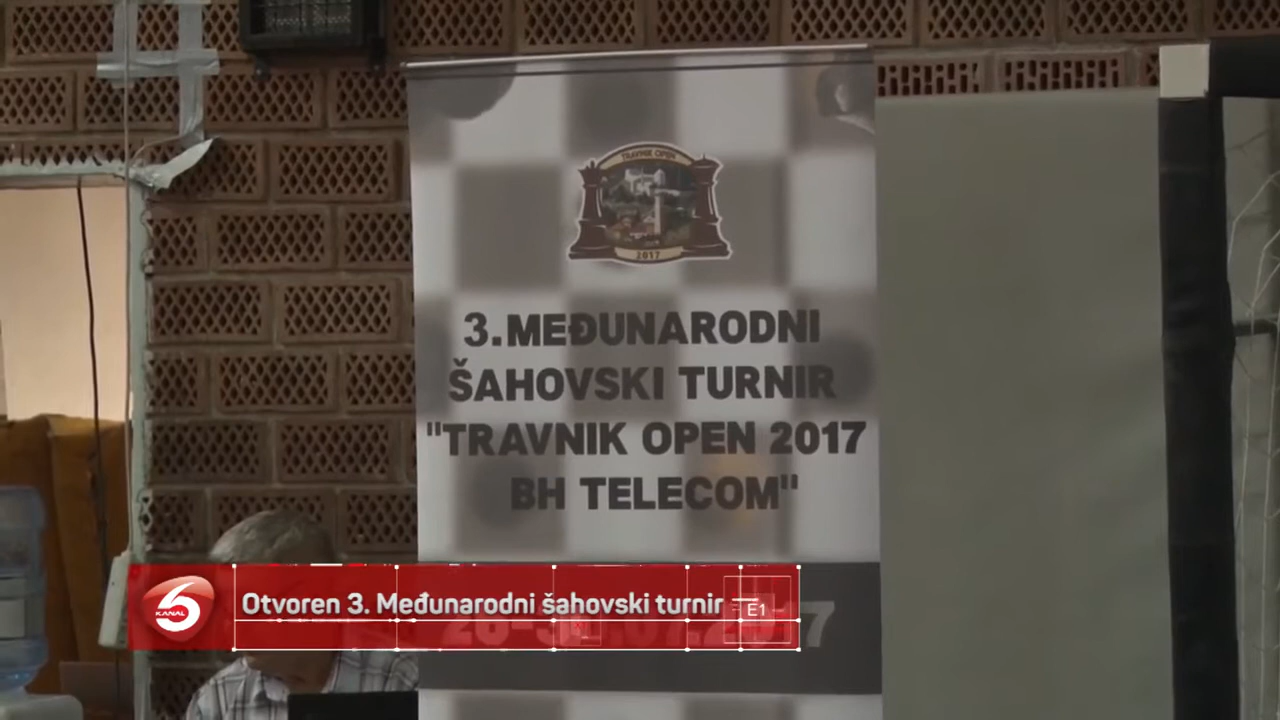 TRAVNIK OPEN
2017
3.MEĐUNARODNI
ŠAHOVSKI TURNIR
"TRAVNIK OPEN 2017
BH TELECOM"
KANAL 6
Otvoren 3. Međunarodni šahovski turnir
E1